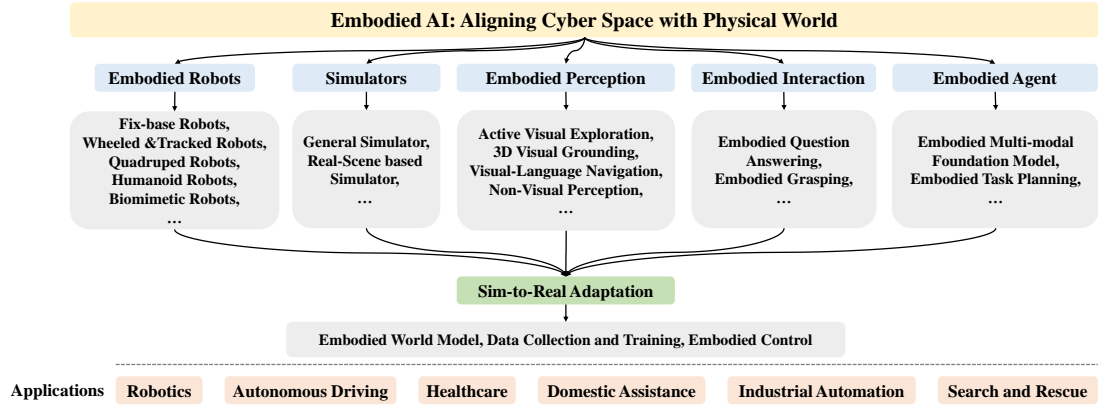 Embodied AI: Aligning Cyber Space with Physical World
Embodied Robots
Simulators
Embodied Perception
Embodied Interaction
Embodied Agent
Fix-base Robots,
Wheeled &Tracked Robots,
Quadruped Robots,
Humanoid Robots,
Biomimetic Robots,
…
General Simulator,
Real-Scene based
Simulator,
…
Active Visual Exploration,
3D Visual Grounding,
Visual-Language Navigation,
Non-Visual Perception,
…
Embodied Question
Answering,
Embodied Grasping,
…
Embodied Multi-modal
Foundation Model,
Embodied Task Planning,
…
Sim-to-Real Adaptation
Embodied World Model, Data Collection and Training, Embodied Control
Applications
Robotics
Autonomous Driving
Healthcare
Domestic Assistance
Industrial Automation
Search and Rescue